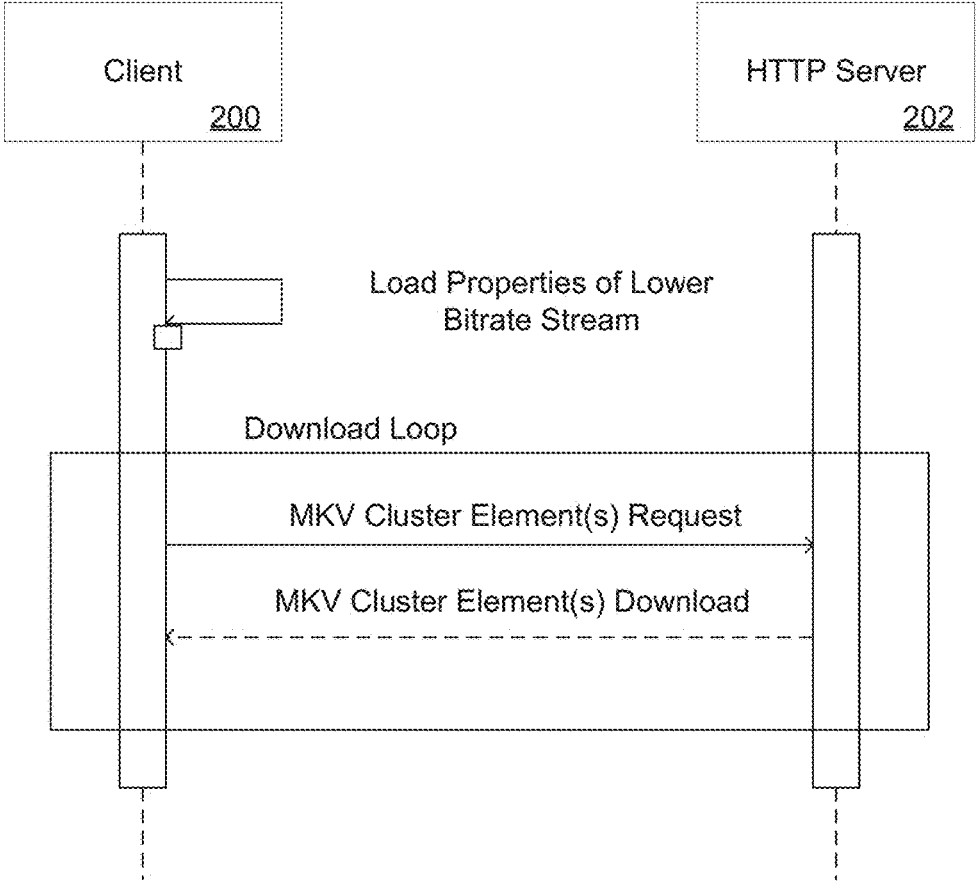 Client
200
HTTP Server
202
Load Properties of Lower
Bitrate Stream
Download Loop
MKV Cluster Element(s) Request
MKV Cluster Element(s) Download